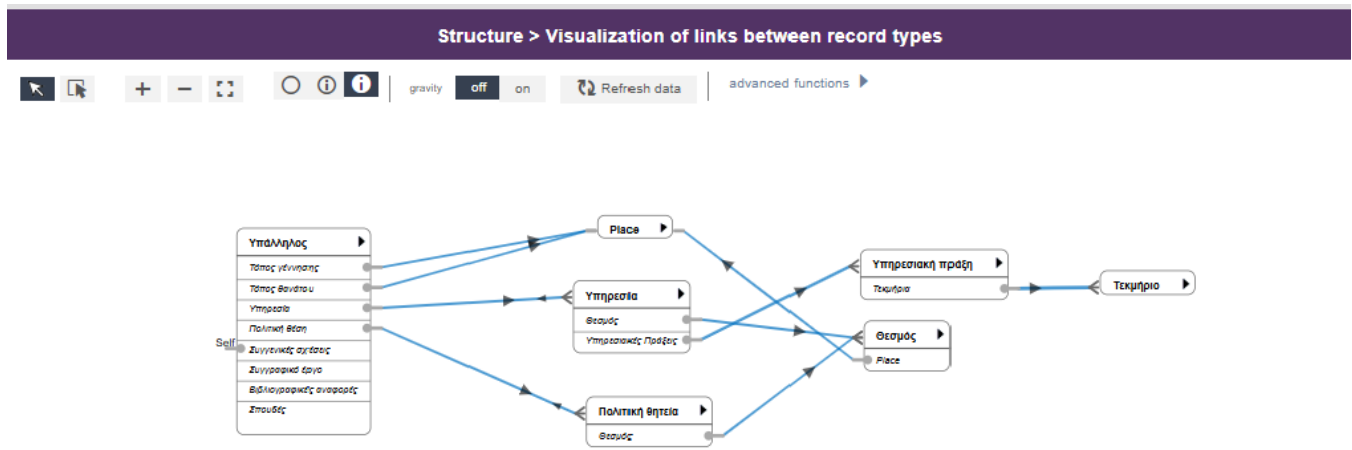 Structure > Visualization of links between record types
gravity off on Refresh data advanced functions
Υπάλληλος
Τόπος γέννησης
Τόπος θανάτου
Υπηρεσία
Πολιτική θέση
Self
Συγγενικές σχέσεις
Συγγραφικό έργο
Βιβλιογραφικές αναφορές
Σπουδές
Place
Υπηρεσία
Θεσμός
Υπηρεσιακές Πράξεις
Πολιτική θητεία
Θεσμός
Υπηρεσιακή πράξη
Τεκμήριο
Θεσμός
Place
Τεκμήριο